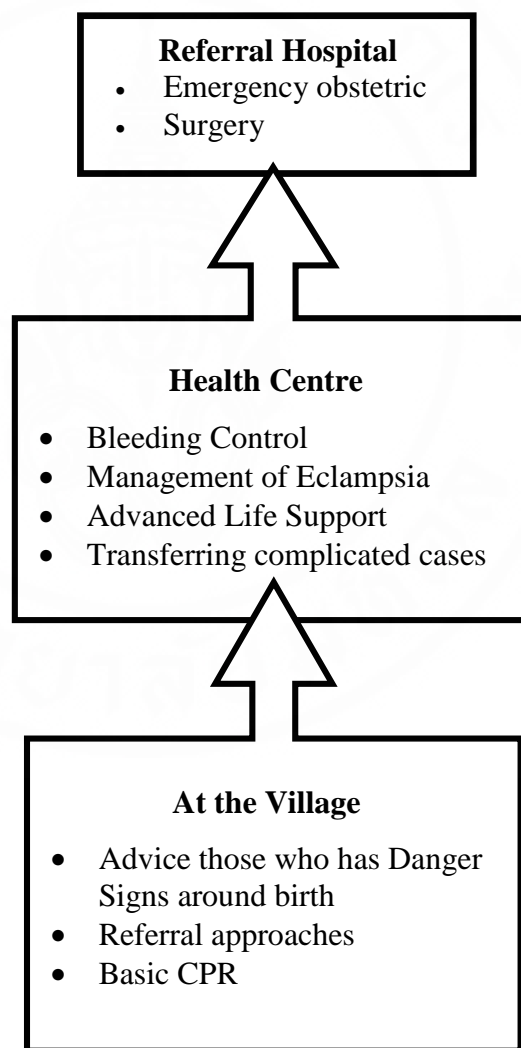 Referral Hospital
• Emergency obstetric
• Surgery
Health Centre
• Bleeding Control
• Management of Eclampsia
• Advanced Life Support
• Transferring complicated cases
At the Village
• Advice those who has Danger
Signs around birth
• Referral approaches
• Basic CPR